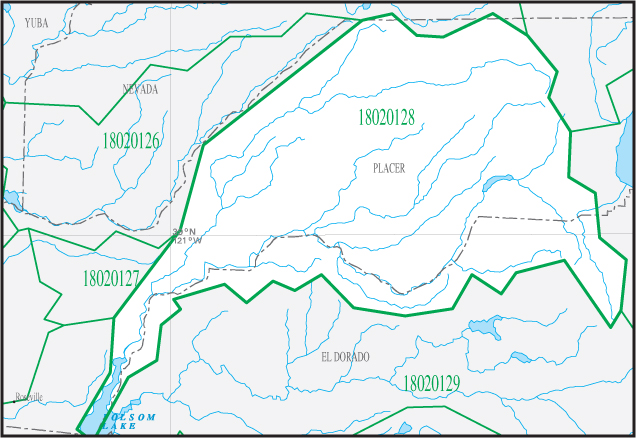 YUBA
NEVADA
18020126
18020128
PLACER
39°N
121°W
18020127
EL DORADO
18020129
Roseville
FOLSOM
LAKE